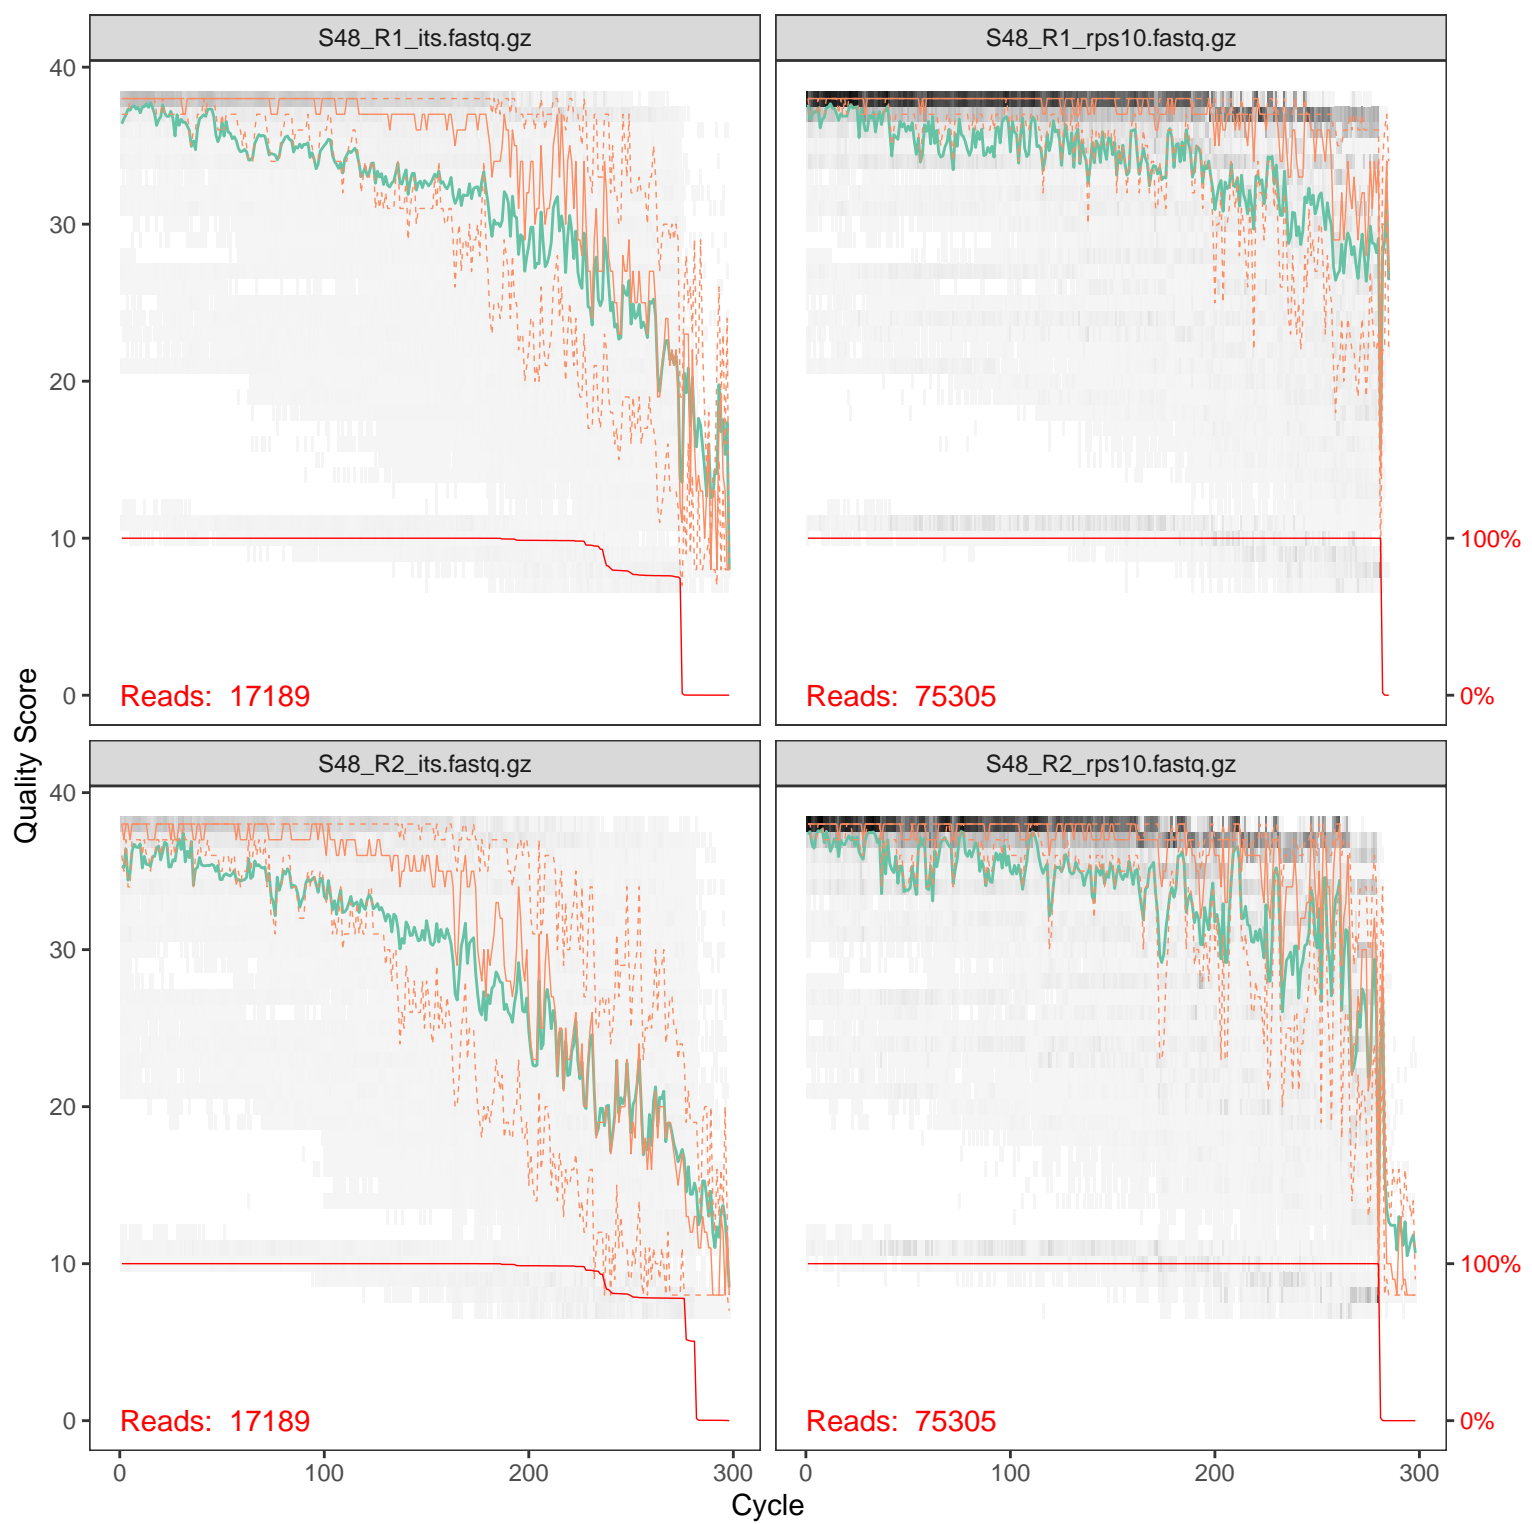 S48_R1_its.fastq.gz
S48_R1_rps10.fastq.gz
40
30
20
10
0
100%
0%
Reads: 17189
Reads: 75305
Quality Score
S48_R2_its.fastq.gz
S48_R2_rps10.fastq.gz
40
30
20
10
0
100%
0%
Reads: 17189
Reads: 75305
0 100 200 300 0 100 200 300
Cycle